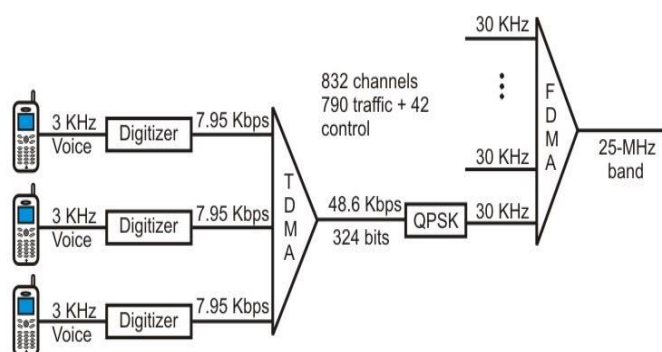 30 KHz
832 channels
790 traffic + 42
control
30 KHz
30 KHz
FDMA
25-MHz
band
3 KHz
Voice
Digitizer
7.95 Kbps
3 KHz
Voice
Digitizer
7.95 Kbps
3 KHz
Voice
Digitizer
7.95 Kbps
TDMA
48.6 Kbps
324 bits
QPSK